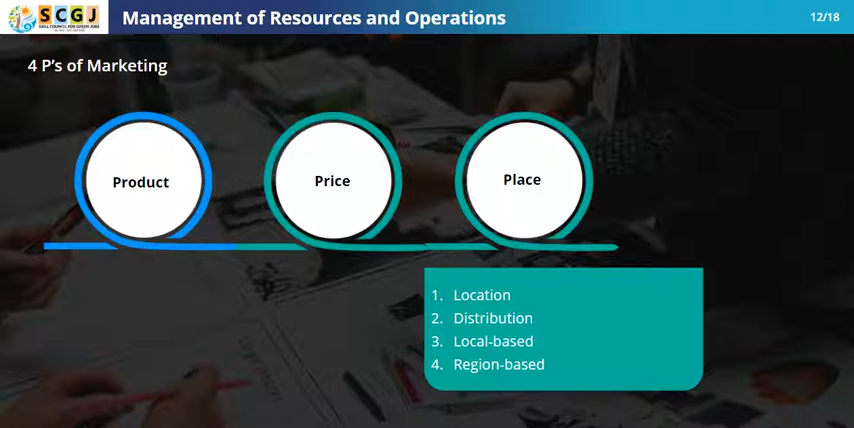 SCGJ
SKILL COUNCIL FOR GREEN JOBS
Management of Resources and Operations
12/18
4 P’s of Marketing
Product
Price
Place
1. Location
2. Distribution
3. Local-based
4. Region-based